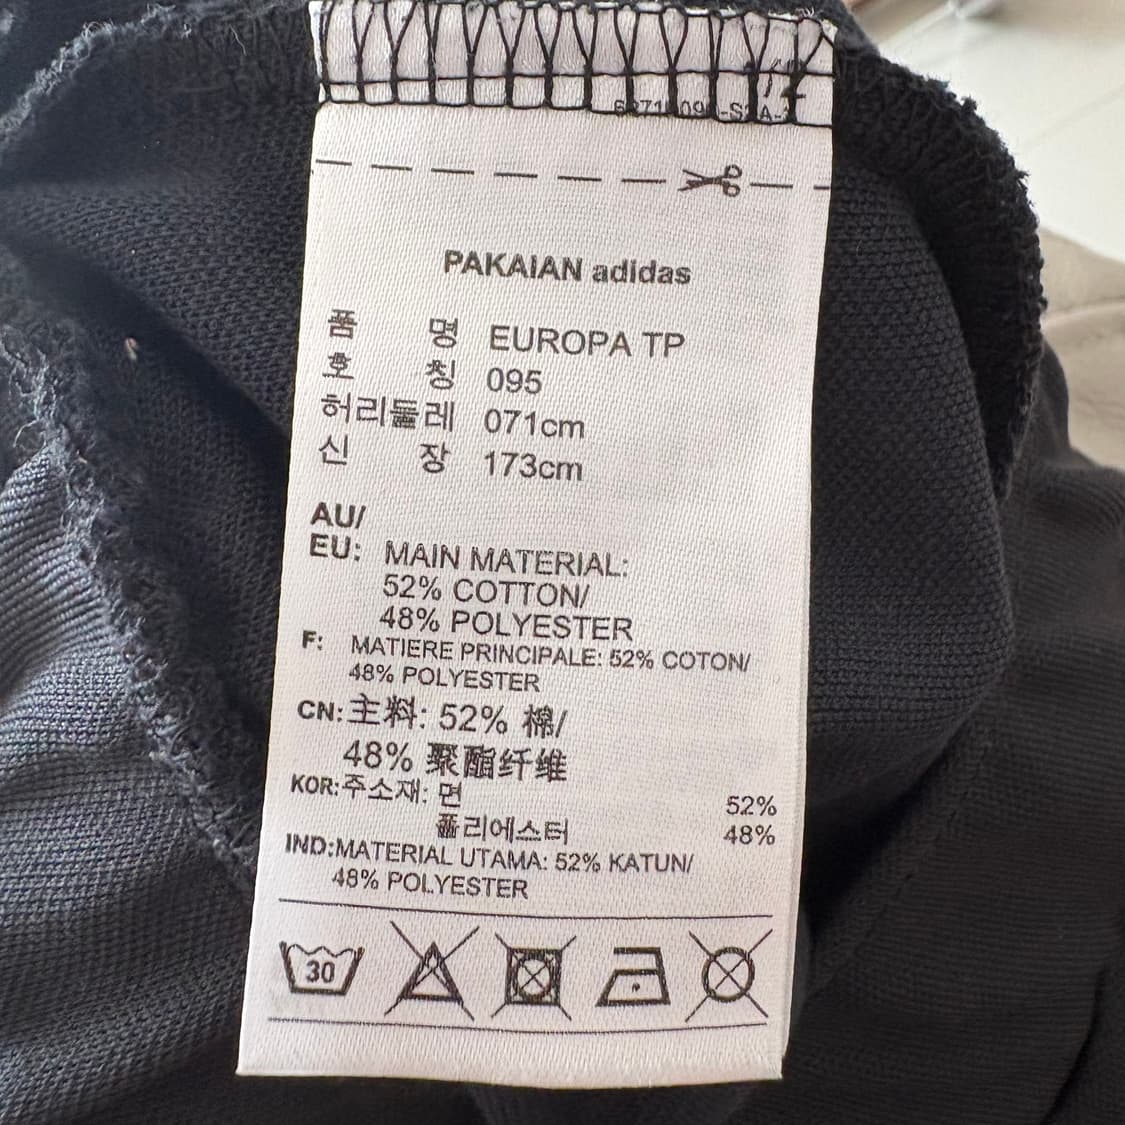 PAKAIAN adidas
품 명 EUROPA TP
호 칭 095
허리둘레 071cm
신 장 173cm
AU/
EU: MAIN MATERIAL:
52% COTTON/
48% POLYESTER
F: MATIERE PRINCIPALE: 52% COTON/
48% POLYESTER
CN: 主料: 52% 棉/
48% 聚酯纤维
KOR: 주소재: 면 52%
폴리에스터 48%
IND: MATERIAL UTAMA: 52% KATUN/
48% POLYESTER
30